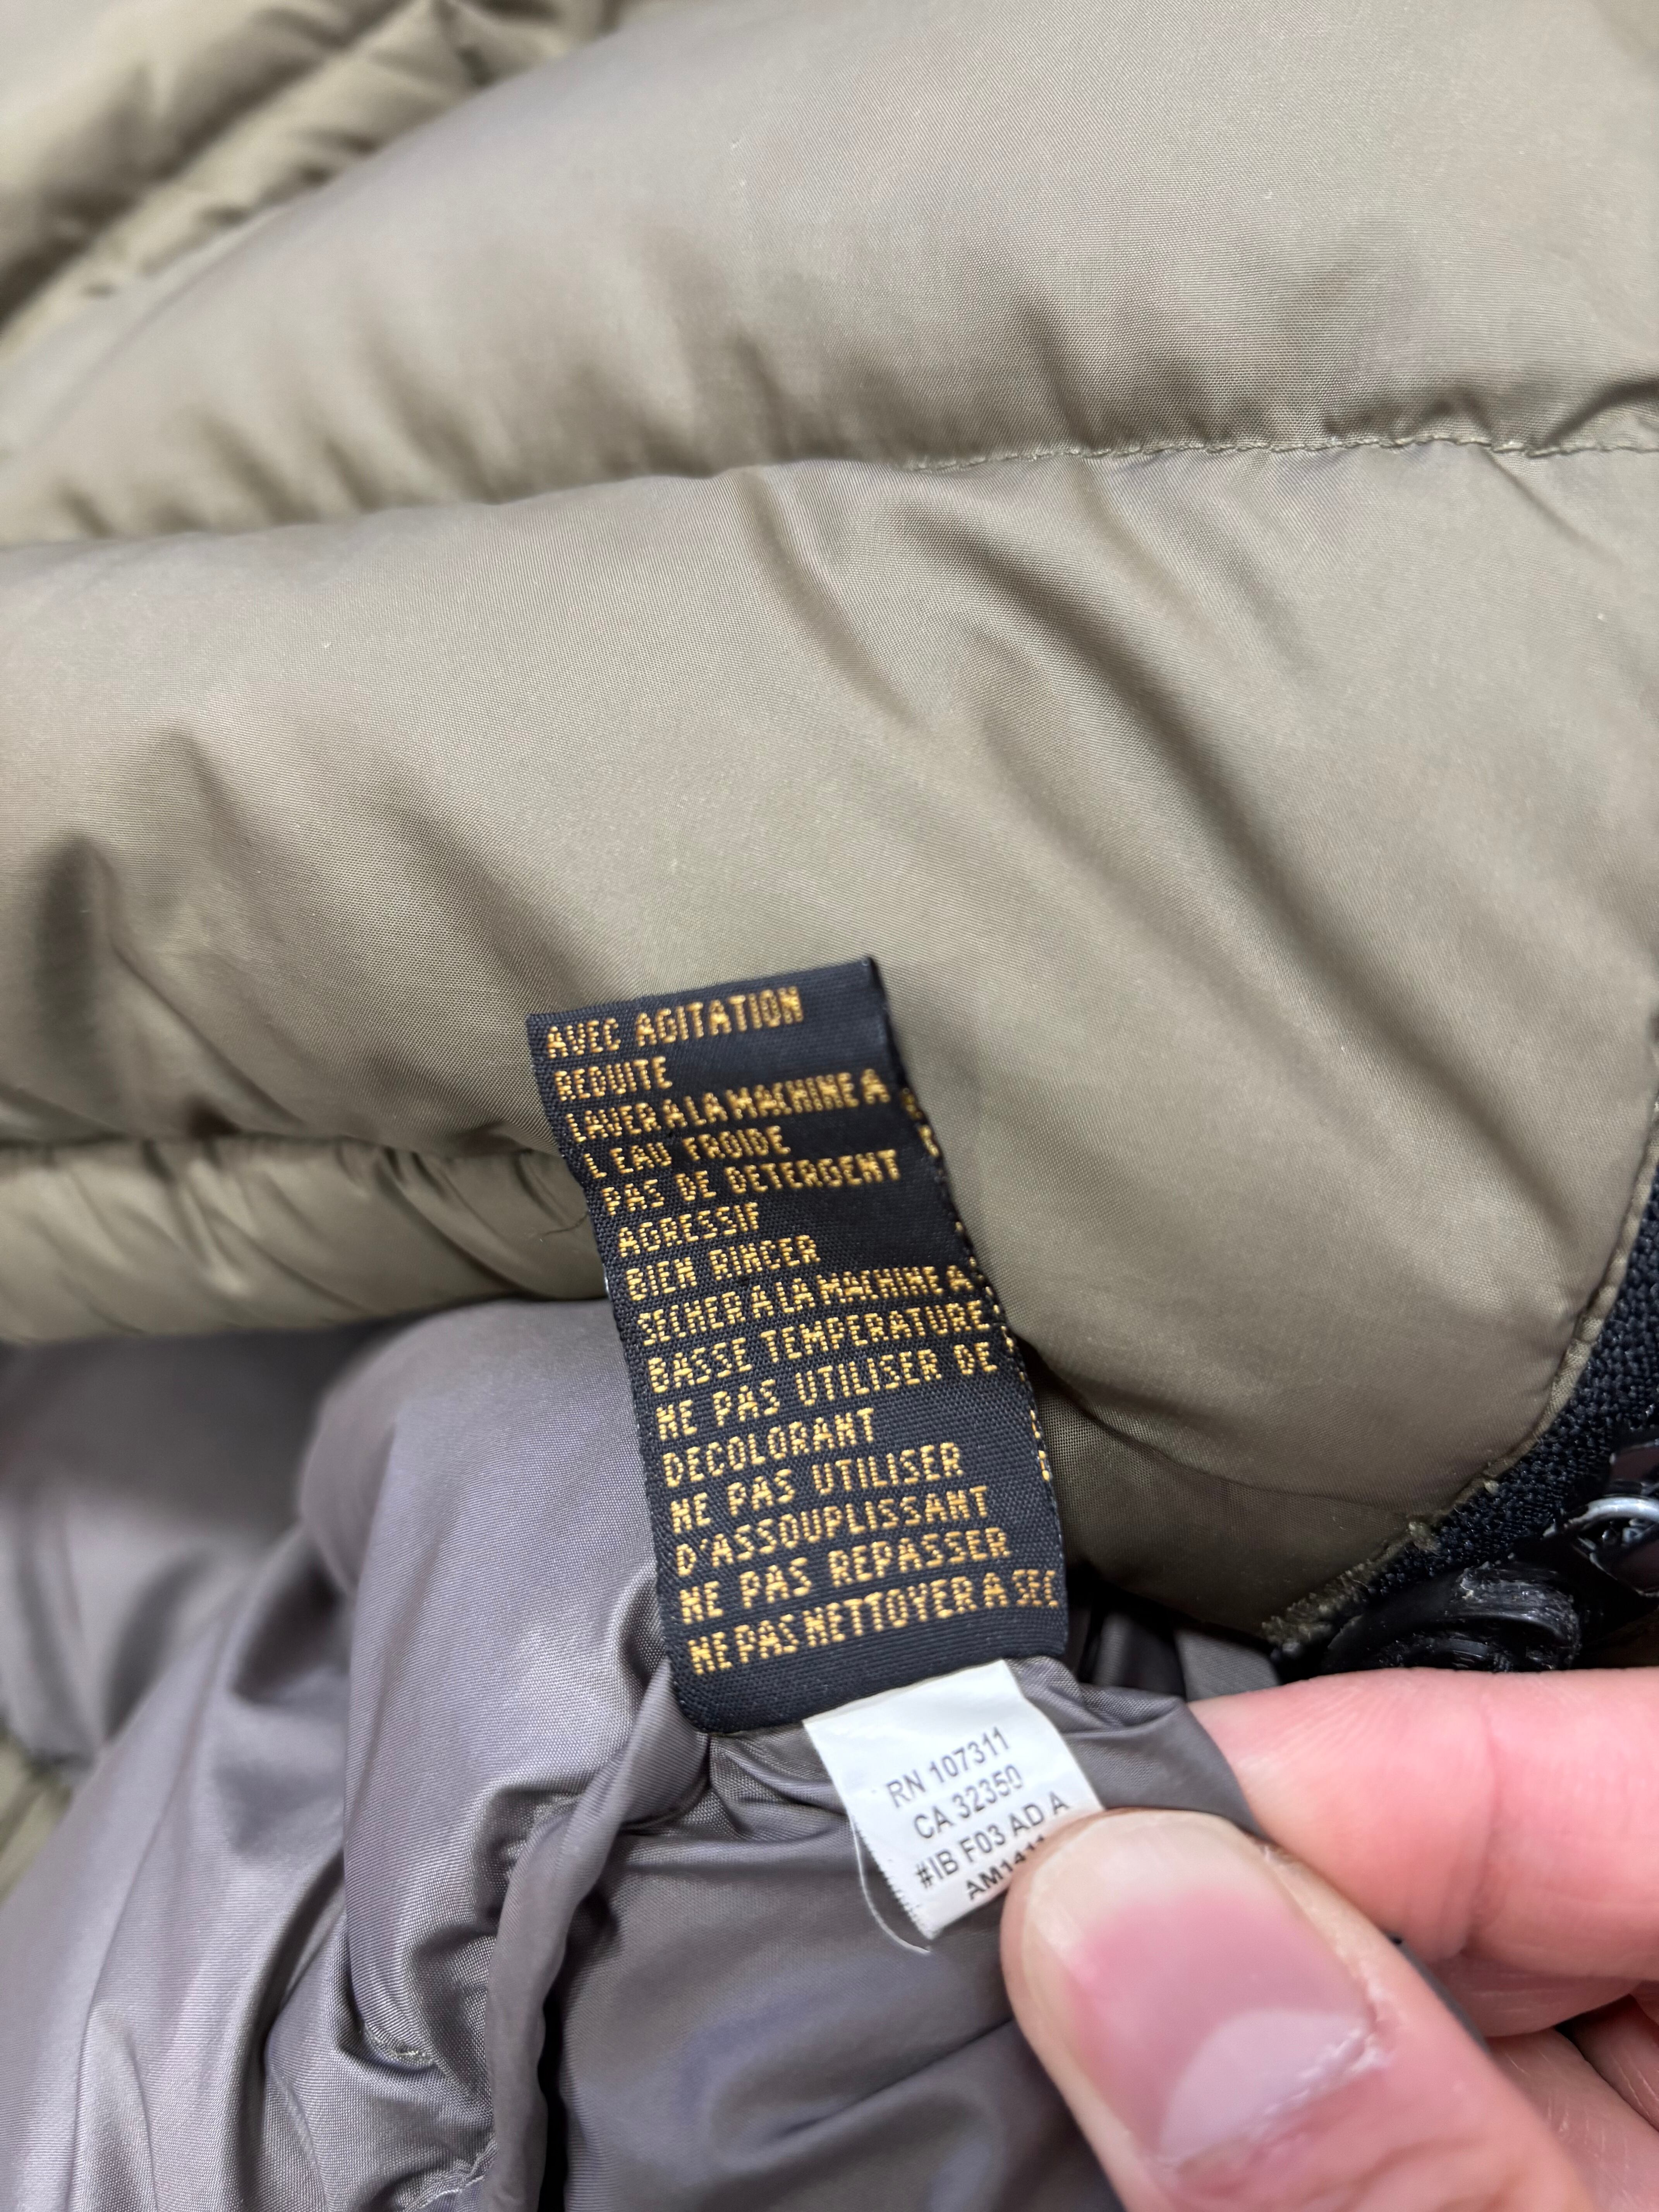 AVEC AGITATION
REDUITE
LAVER A LA MACHINE A
L'EAU FROIDE
PAS DE DETERGENT
AGRESSIF
BIEN RINCER
SECHER A LA MACHINE A
BASSE TEMPERATURE
NE PAS UTILISER DE
DECOLORANT
NE PAS UTILISER
D'ASSOUPLISSANT
NE PAS REPASSER
NE PAS NETTOYER A SEC
RN 107311
CA 32350
#IB F03 AD A